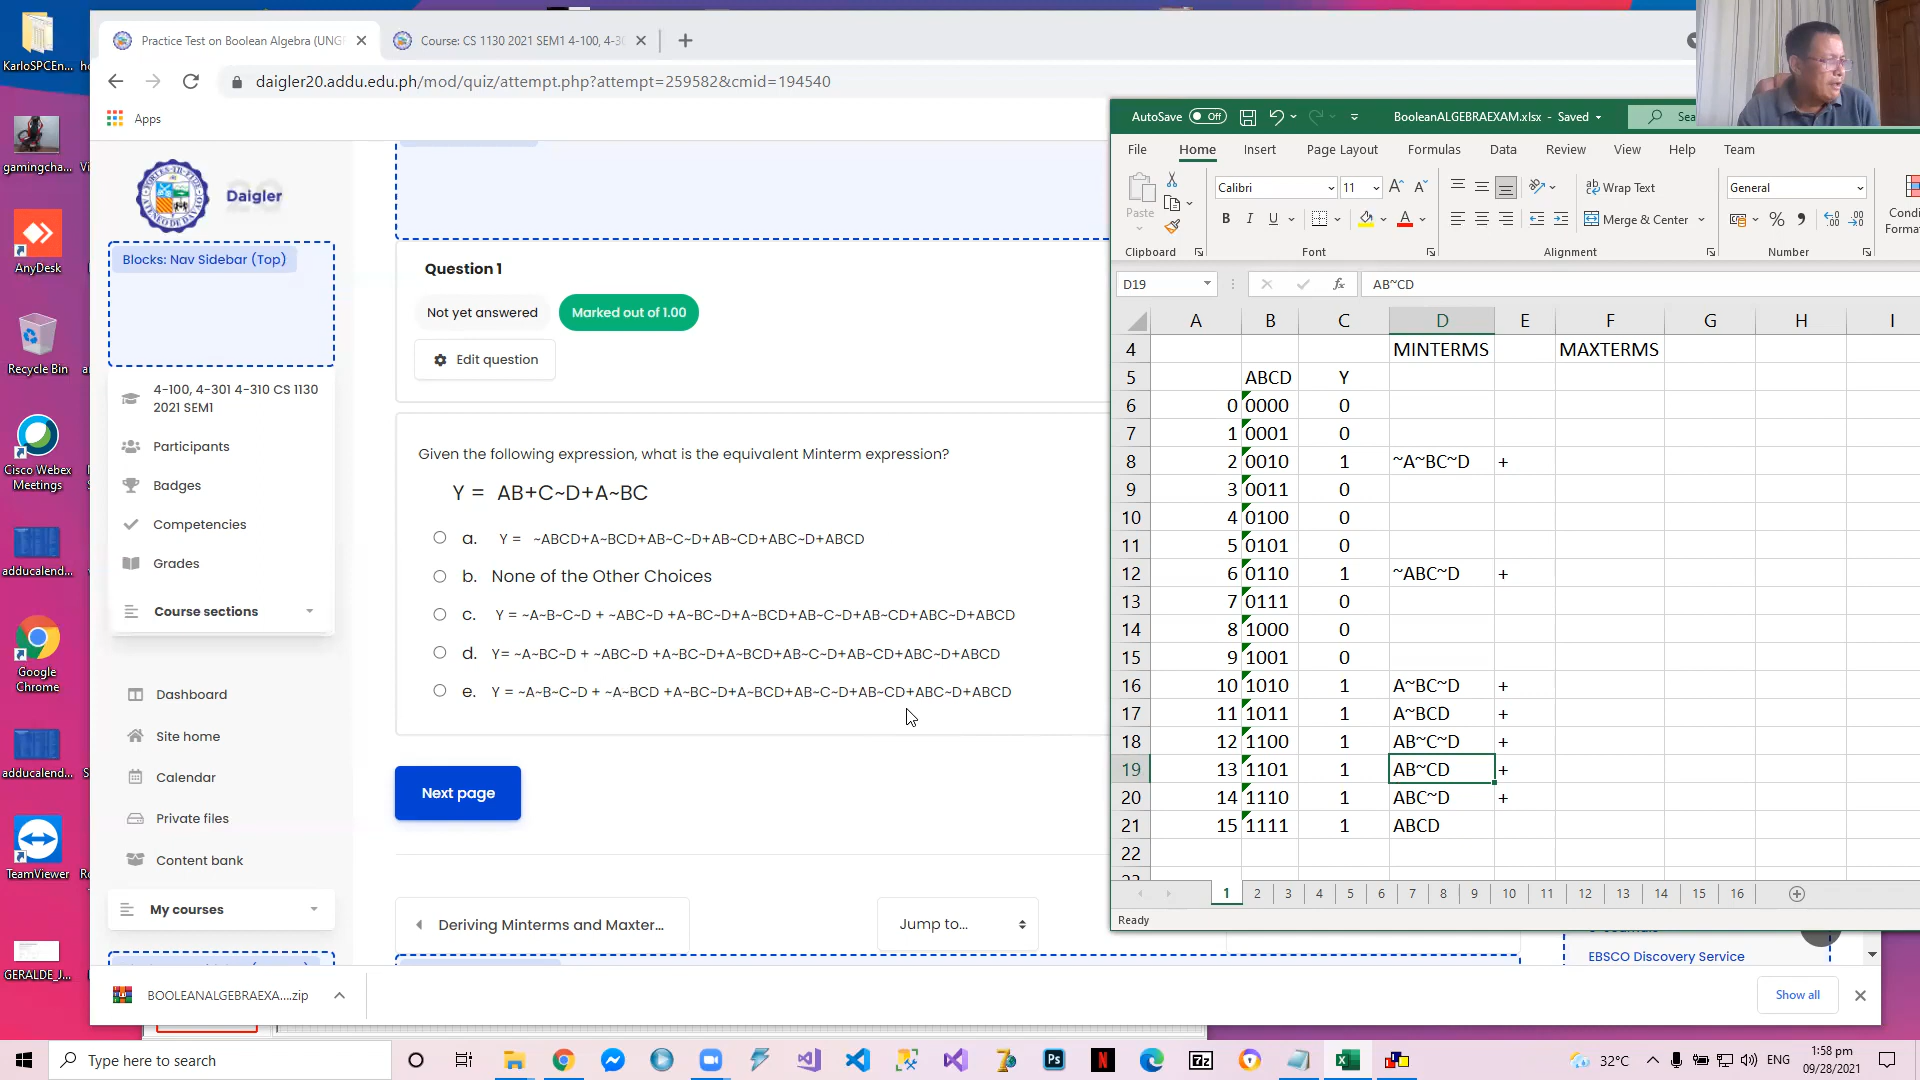 KarloSPCEn...
gamingcha...
AnyDesk
Recycle Bin
Cisco Webex
Meetings
adducalend...
Google
Chrome
adducalend...
TeamViewer
GERALDE_J...
Practice Test on Boolean Algebra (UNGR
Course: CS 1130 2021 SEM1 4-100, 4-30
daigler20.addu.edu.ph/mod/quiz/attempt.php?attempt=259582&cmid=194540
Apps
Daigler
Blocks: Nav Sidebar (Top)
4-100, 4-301 4-310 CS 1130
2021 SEM1
Participants
Badges
Competencies
Grades
Course sections
Dashboard
Site home
Calendar
Private files
Content bank
My courses
Question 1
Not yet answered
Marked out of 1.00
Edit question
Given the following expression, what is the equivalent Minterm expression?
Y = AB+C~D+A~BC
a. Y = ~ABCD+A~BCD+AB~C~D+AB~CD+ABC~D+ABCD
b. None of the Other Choices
c. Y = ~A~B~C~D + ~ABC~D +A~BC~D+A~BCD+AB~C~D+AB~CD+ABC~D+ABCD
d. Y= ~A~BC~D + ~ABC~D +A~BC~D+A~BCD+AB~C~D+AB~CD+ABC~D+ABCD
e. Y = ~A~B~C~D + ~A~BCD +A~BC~D+A~BCD+AB~C~D+AB~CD+ABC~D+ABCD
Next page
Deriving Minterms and Maxter...
Jump to...
EBSCO Discovery Service
BOOLEANALGEBRAEXA....zip
Show all
AutoSave Off
BooleanALGEBRAEXAM.xlsx - Saved
Sea
File Home Insert Page Layout Formulas Data Review View Help Team
Paste
Calibri 11
B I U
Wrap Text
Merge & Center
General
Condi
Format
Clipboard Font Alignment Number
D19
fx
AB~CD
A B C D E F G H I
4 MINTERMS MAXTERMS
5 ABCD Y
6 0 0000 0
7 1 0001 0
8 2 0010 1 ~A~BC~D +
9 3 0011 0
10 4 0100 0
11 5 0101 0
12 6 0110 1 ~ABC~D +
13 7 0111 0
14 8 1000 0
15 9 1001 0
16 10 1010 1 A~BC~D +
17 11 1011 1 A~BCD +
18 12 1100 1 AB~C~D +
19 13 1101 1 AB~CD +
20 14 1110 1 ABC~D +
21 15 1111 1 ABCD
22
1 2 3 4 5 6 7 8 9 10 11 12 13 14 15 16
Ready
Type here to search
32°C
ENG
1:58 pm
09/28/2021